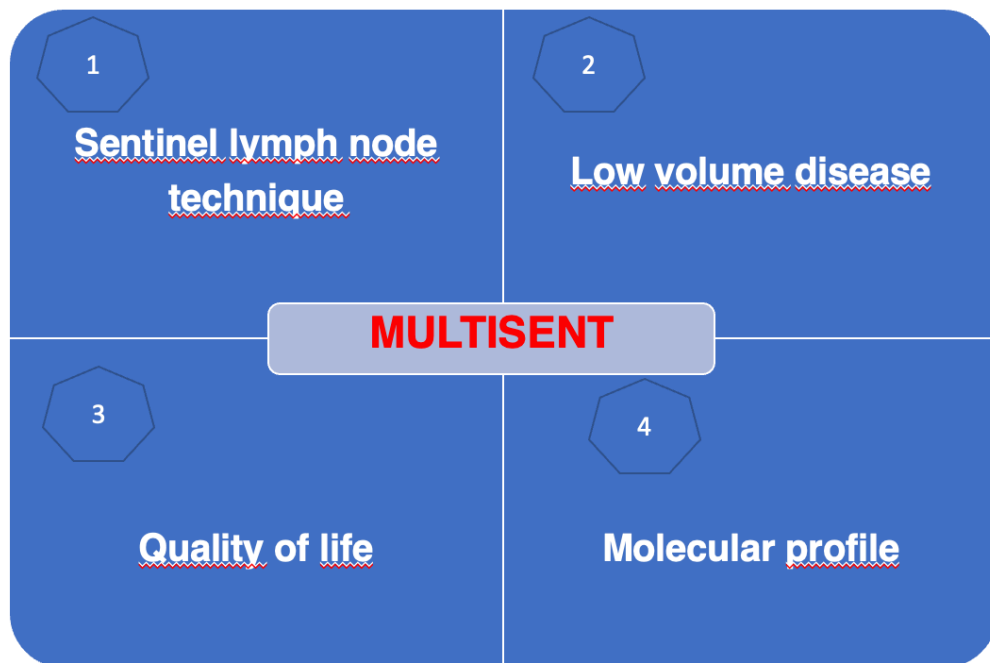 1
Sentinel lymph node
technique
2
Low volume disease
MULTISENT
3
Quality of life
4
Molecular profile